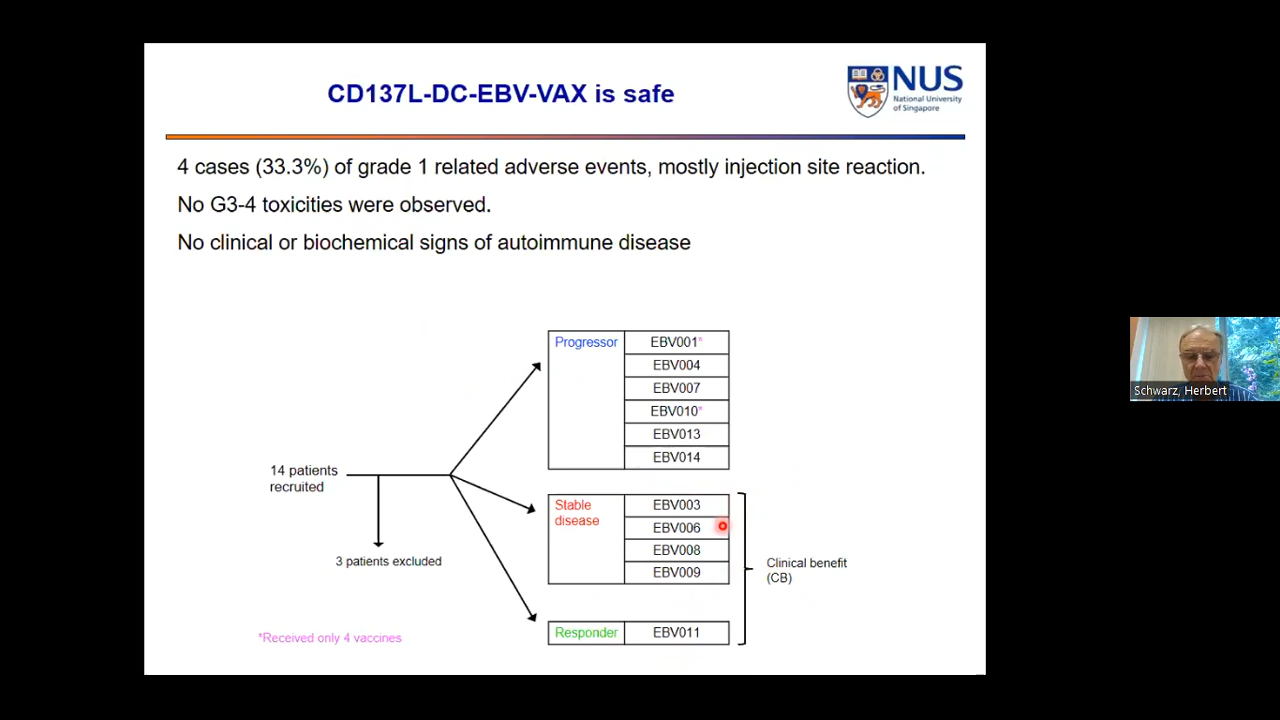 CD137L-DC-EBV-VAX is safe
NUS
National University
of Singapore
4 cases (33.3%) of grade 1 related adverse events, mostly injection site reaction.
No G3-4 toxicities were observed.
No clinical or biochemical signs of autoimmune disease
14 patients
recruited
3 patients excluded
*Received only 4 vaccines
Progressor
EBV001*
EBV004
EBV007
EBV010*
EBV013
EBV014
Stable
disease
EBV003
EBV006
EBV008
EBV009
Responder
EBV011
Clinical benefit
(CB)
Schwarz, Herbert